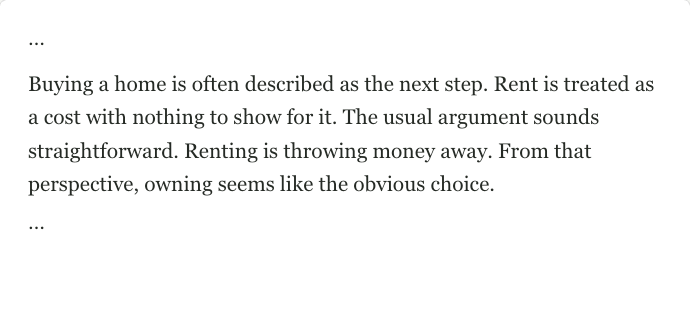 ...
Buying a home is often described as the next step. Rent is treated as
a cost with nothing to show for it. The usual argument sounds
straightforward. Renting is throwing money away. From that
perspective, owning seems like the obvious choice.
...